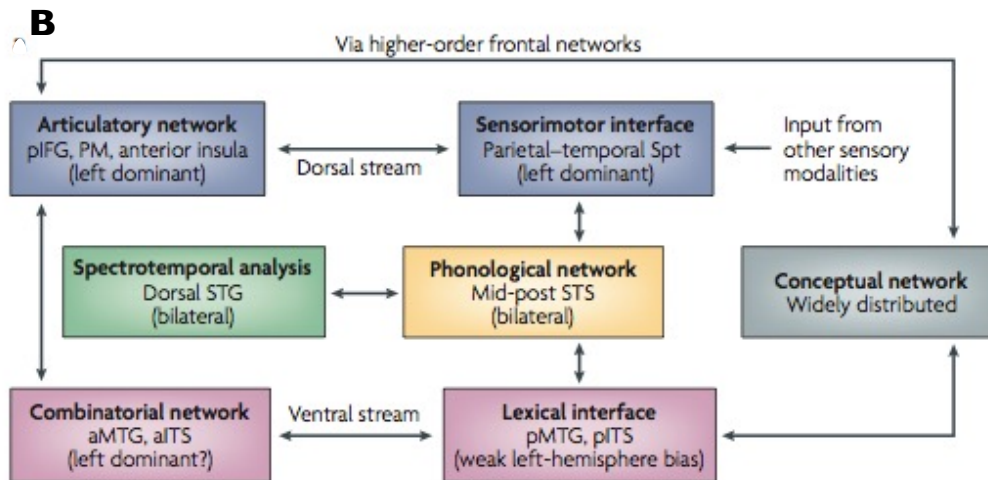 B
Via higher-order frontal networks
Articulatory network
pIFG, PM, anterior insula
(left dominant)
Dorsal stream
Sensorimotor interface
Parietal–temporal Spt
(left dominant)
Input from
other sensory
modalities
Spectrotemporal analysis
Dorsal STG
(bilateral)
Phonological network
Mid-post STS
(bilateral)
Conceptual network
Widely distributed
Combinatorial network
aMTG, aITS
(left dominant?)
Ventral stream
Lexical interface
pMTG, pITS
(weak left-hemisphere bias)